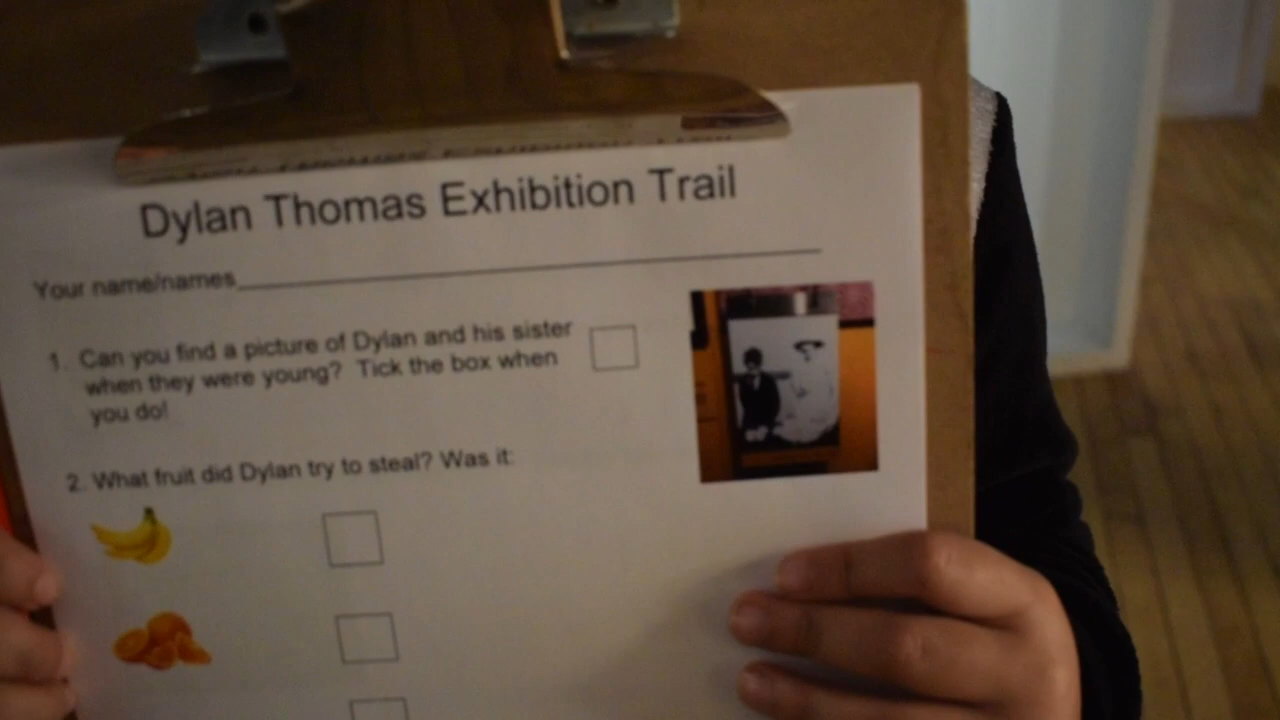 Dylan Thomas Exhibition Trail
Your name/names
1. Can you find a picture of Dylan and his sister
when they were young? Tick the box when
you do!
2. What fruit did Dylan try to steal? Was it: